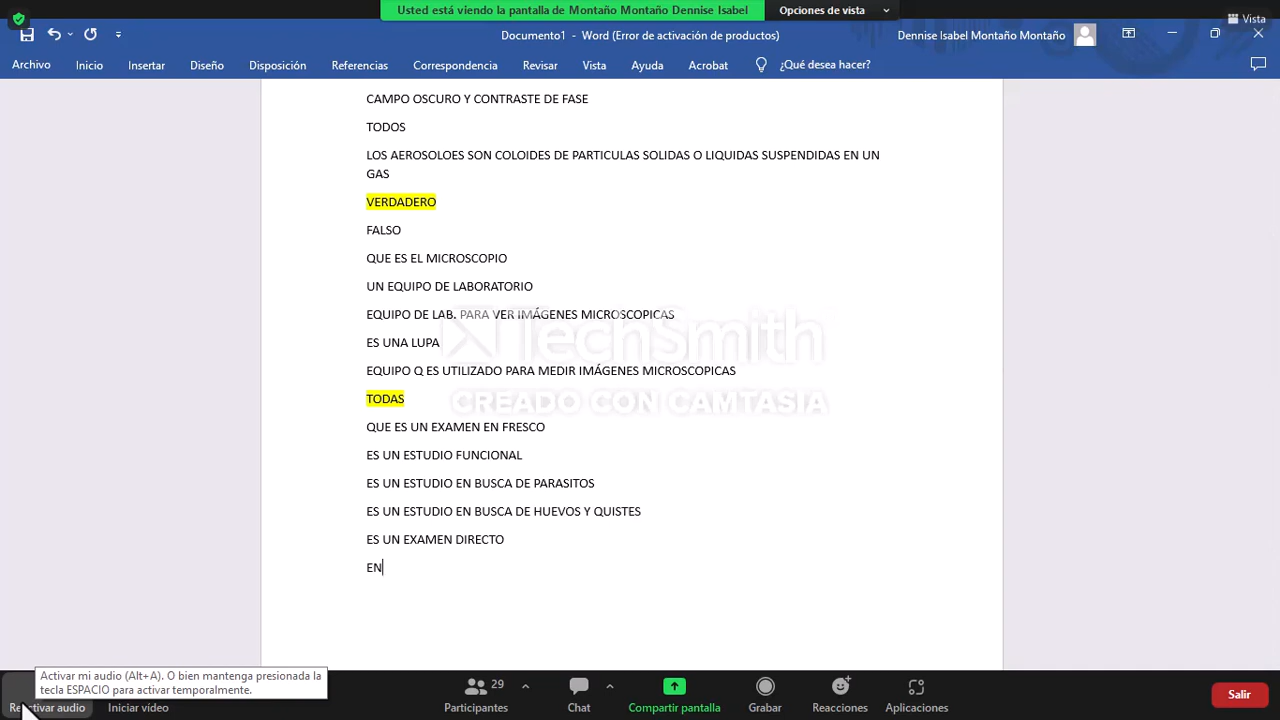 Usted está viendo la pantalla de Montaño Montaño Dennise Isabel
Opciones de vista
Vista
Documento1 - Word (Error de activación de productos)
Dennise Isabel Montaño Montaño
Archivo Inicio Insertar Diseño Disposición Referencias Correspondencia Revisar Vista Ayuda Acrobat ¿Qué desea hacer?
CAMPO OSCURO Y CONTRASTE DE FASE
TODOS
LOS AEROSOLOES SON COLOIDES DE PARTICULAS SOLIDAS O LIQUIDAS SUSPENDIDAS EN UN
GAS
VERDADERO
FALSO
QUE ES EL MICROSCOPIO
UN EQUIPO DE LABORATORIO
EQUIPO DE LAB. PARA VER IMÁGENES MICROSCOPICAS
ES UNA LUPA
EQUIPO Q ES UTILIZADO PARA MEDIR IMÁGENES MICROSCOPICAS
TODAS
TechSmith
CREADO CON CAMTASIA
QUE ES UN EXAMEN EN FRESCO
ES UN ESTUDIO FUNCIONAL
ES UN ESTUDIO EN BUSCA DE PARASITOS
ES UN ESTUDIO EN BUSCA DE HUEVOS Y QUISTES
ES UN EXAMEN DIRECTO
EN
Activar mi audio (Alt+A). O bien mantenga presionada la
tecla ESPACIO para activar temporalmente.
audio
Iniciar vídeo
29
Participantes
Chat
Compartir pantalla
Grabar
Reacciones
Aplicaciones
Salir